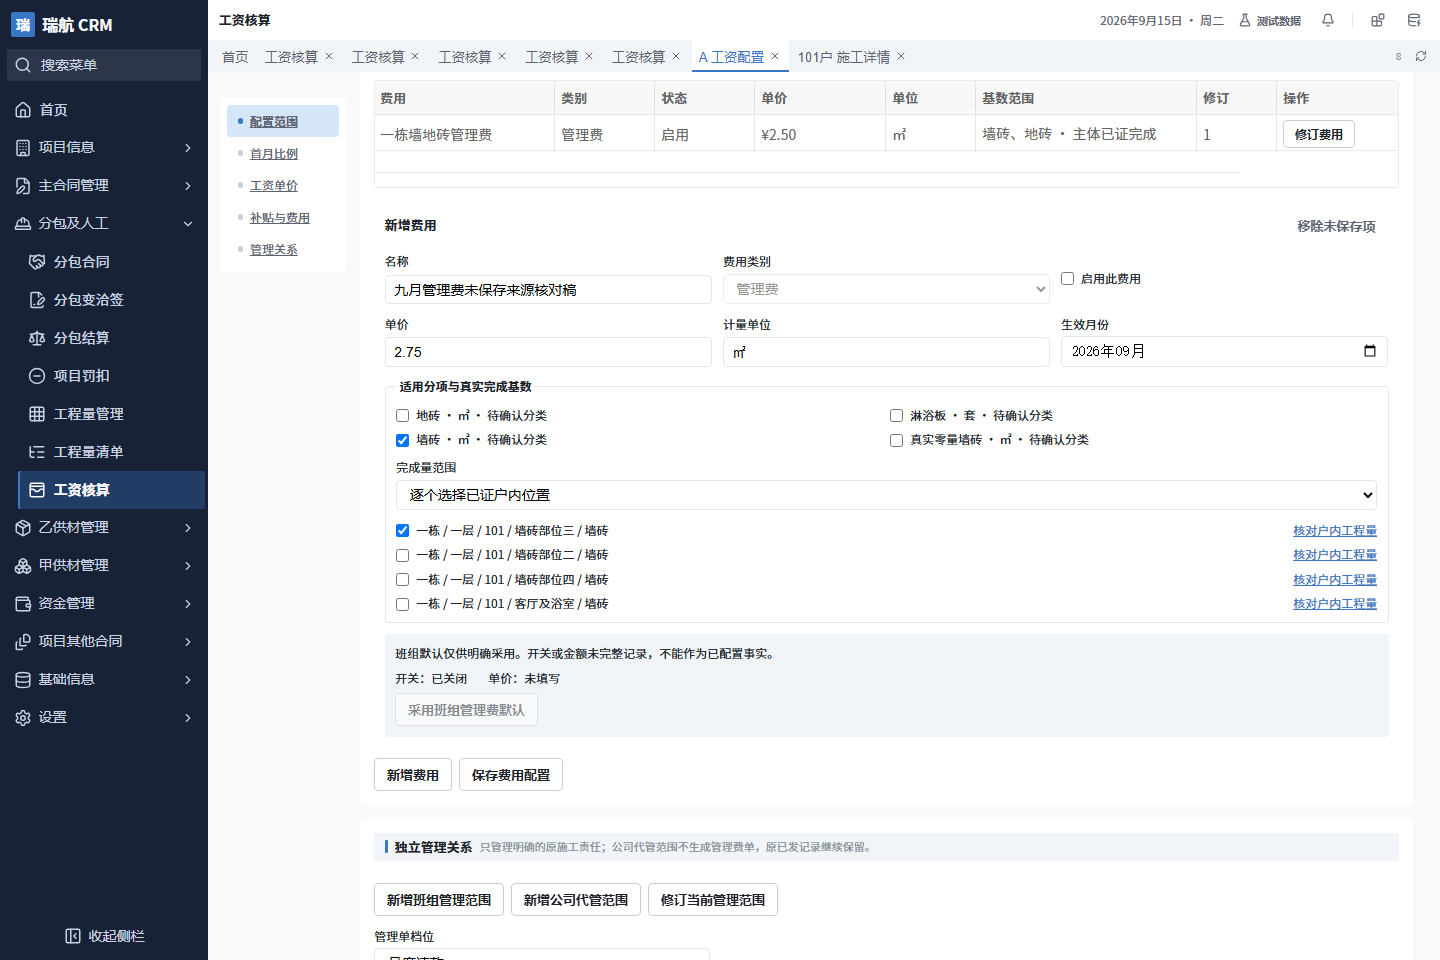 瑞 瑞航 CRM
搜索菜单
首页
项目信息
主合同管理
分包及人工
分包合同
分包变洽签
分包结算
项目罚扣
工程量管理
工程量清单
工资核算
乙供材管理
甲供材管理
资金管理
项目其他合同
基础信息
设置
收起侧栏
工资核算
2026年9月15日 · 周二 测试数据
首页 工资核算 × 工资核算 × 工资核算 × 工资核算 × 工资核算 × A 工资配置 × 101户 施工详情 × 8
配置范围
首月比例
工资单价
补贴与费用
管理关系
费用 类别 状态 单价 单位 基数范围 修订 操作
一栋墙地砖管理费 管理费 启用 ¥2.50 ㎡ 墙砖、地砖 · 主体已证完成 1 修订费用
新增费用 移除未保存项
名称 费用类别
九月管理费未保存来源核对稿 管理费 启用此费用
单价 计量单位 生效月份
2.75 ㎡ 2026年09月
适用分项与真实完成基数
地砖 · ㎡ · 待确认分类 淋浴板 · 套 · 待确认分类
墙砖 · ㎡ · 待确认分类 真实零量墙砖 · ㎡ · 待确认分类
完成量范围
逐个选择已证户内位置
一栋 / 一层 / 101 / 墙砖部位三 / 墙砖 核对户内工程量
一栋 / 一层 / 101 / 墙砖部位二 / 墙砖 核对户内工程量
一栋 / 一层 / 101 / 墙砖部位四 / 墙砖 核对户内工程量
一栋 / 一层 / 101 / 客厅及浴室 / 墙砖 核对户内工程量
班组默认仅供明确采用。开关或金额未完整记录，不能作为已配置事实。
开关：已关闭 单价：未填写
采用班组管理费默认
新增费用 保存费用配置
独立管理关系 只管理明确的原施工责任；公司代管范围不生成管理费单，原已发记录继续保留。
新增班组管理范围 新增公司代管范围 修订当前管理范围
管理单档位